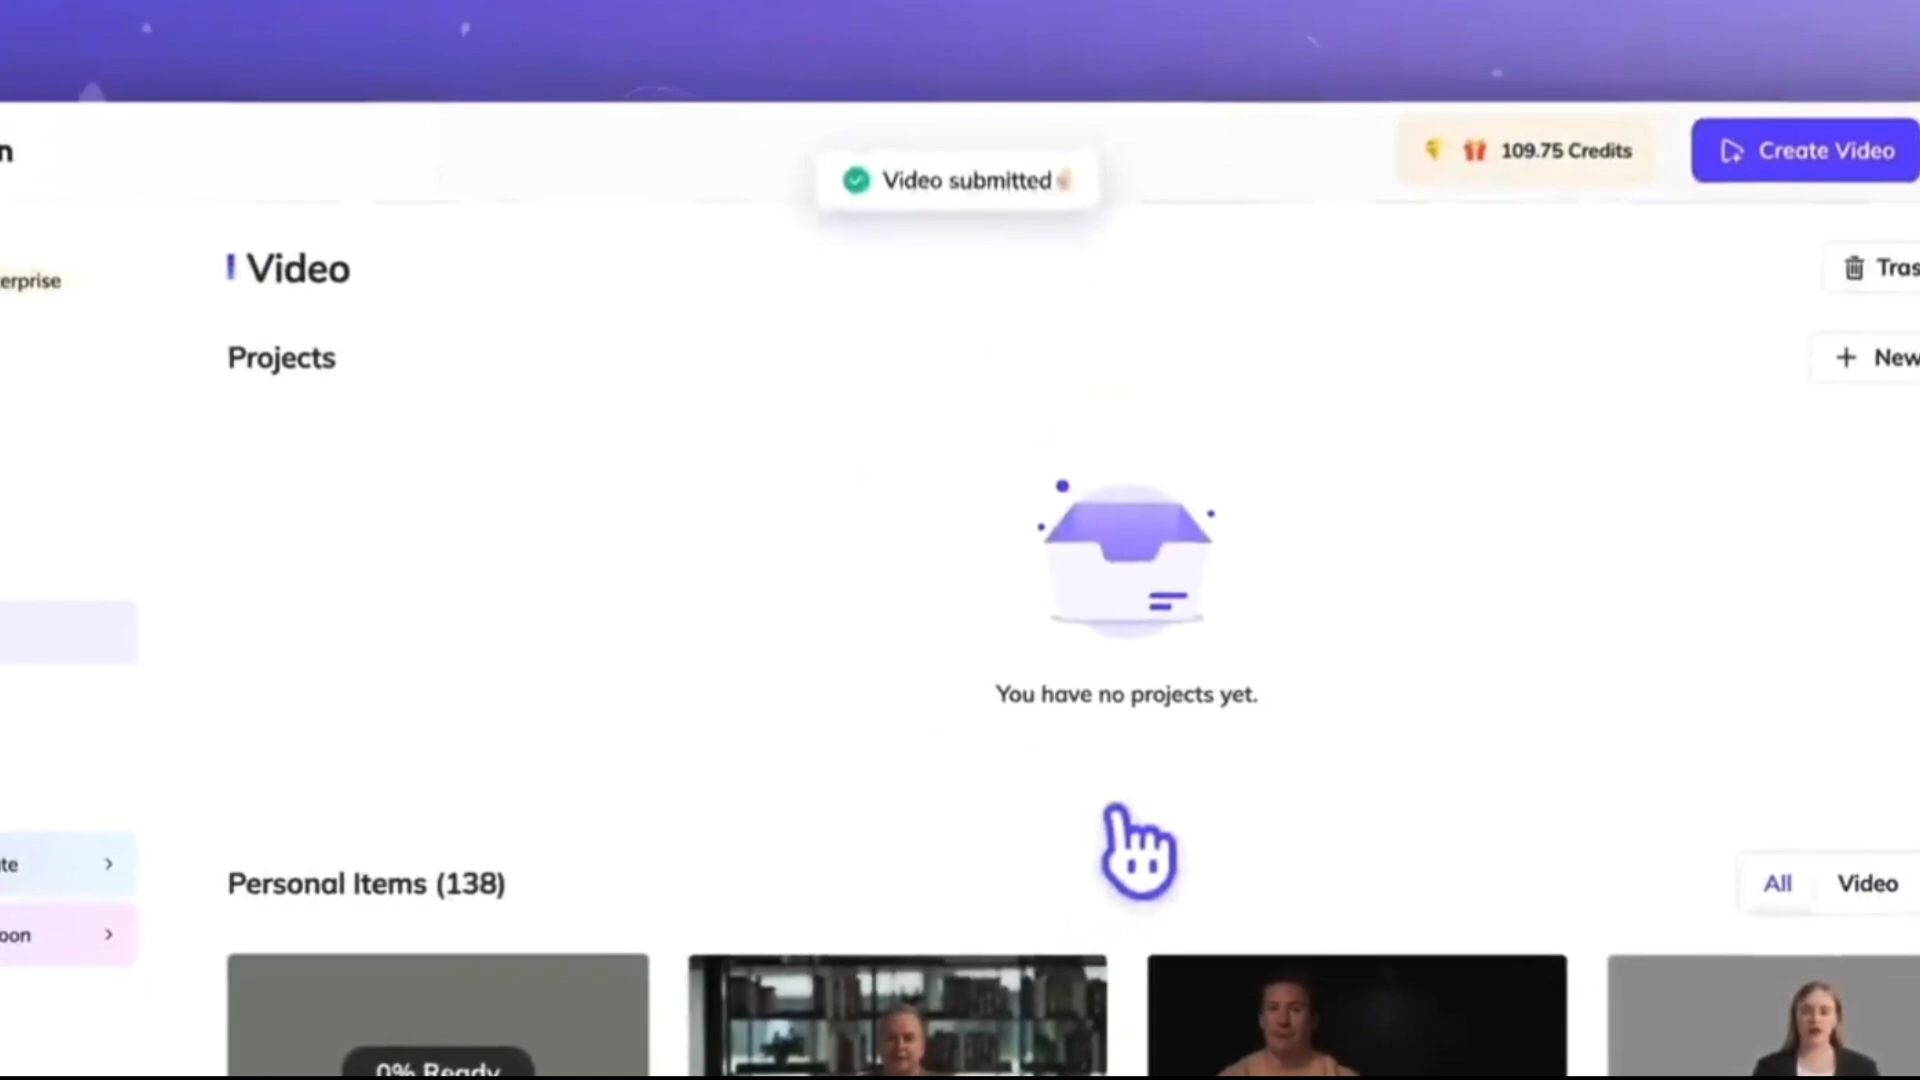 n
109.75 Credits
Create Video
Video submitted
Video
erprise
Tras
Projects
+ New
You have no projects yet.
te
Personal Items (138)
All
Video
oon
0% Ready